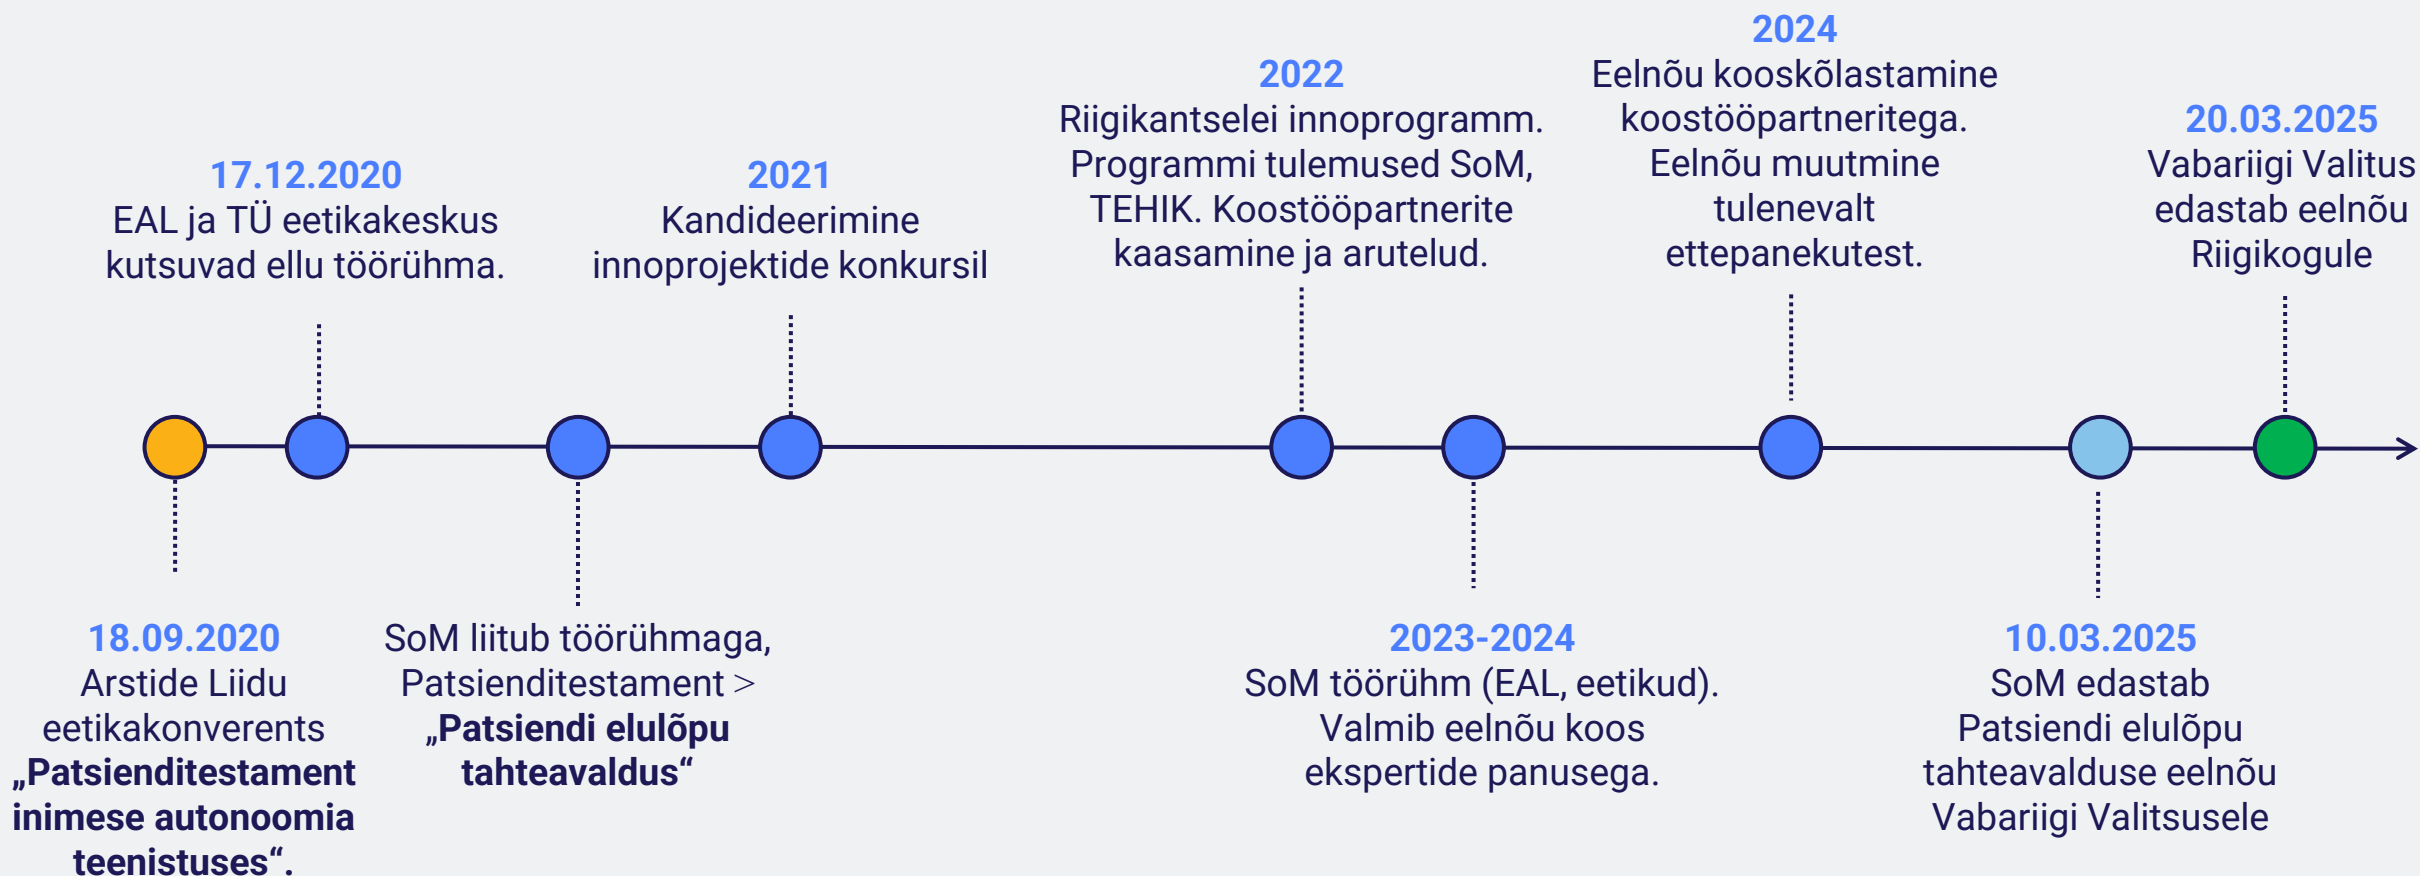 18.09.2020
Arstide Liidu
eetikakonverents
„Patsienditestament
inimese autonoomia
teenistuses“.
17.12.2020
EAL ja TÜ eetikakeskus
kutsuvad ellu töörühma.
SoM liitub töörühmaga,
Patsienditestament >
„Patsiendi elulõpu
tahteavaldus“
2021
Kandideerimine
innoprojektide konkursil
2022
Riigikantselei innoprogramm.
Programmi tulemused SoM,
TEHIK. Koostööpartnerite
kaasamine ja arutelud.
2023-2024
SoM töörühm (EAL, eetikud).
Valmib eelnõu koos
ekspertide panusega.
2024
Eelnõu kooskõlastamine
koostööpartneritega.
Eelnõu muutmine
tulenevalt
ettepanekutest.
10.03.2025
SoM edastab
Patsiendi elulõpu
tahteavalduse eelnõu
Vabariigi Valitsusele
20.03.2025
Vabariigi Valitus
edastab eelnõu
Riigikogule